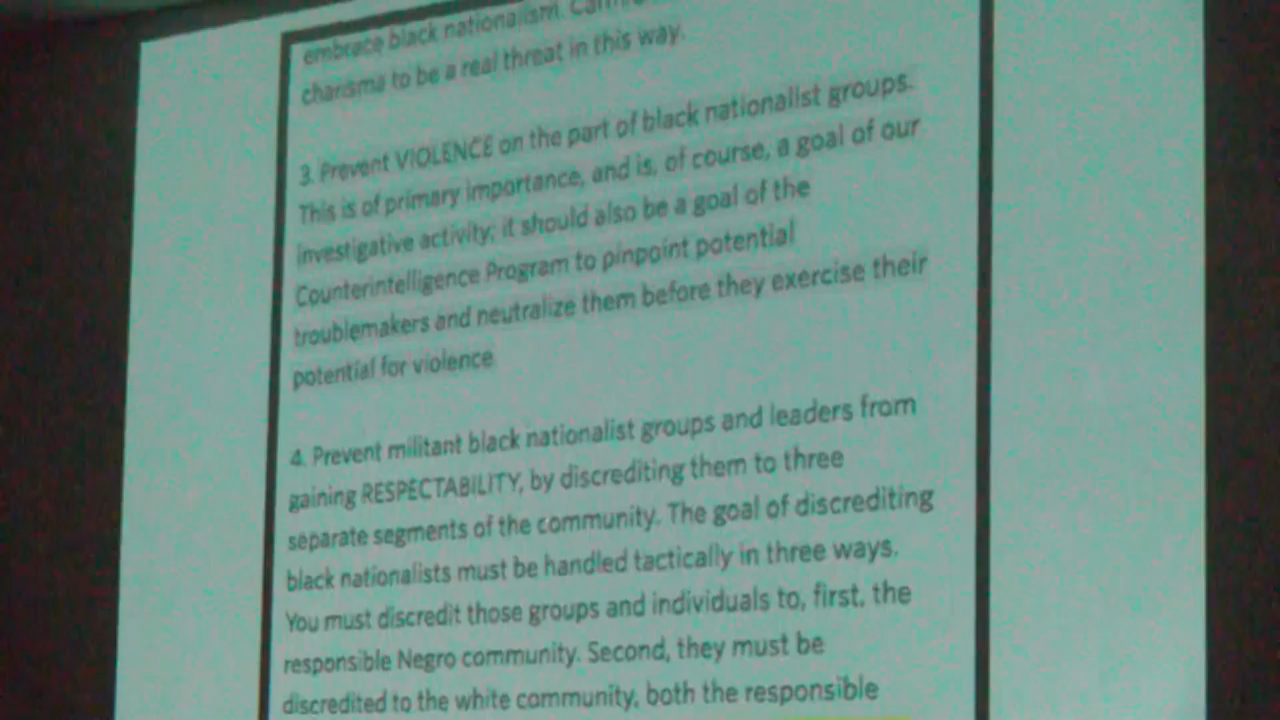 embrace black nationalism.
charisma to be a real threat in this way.
3. Prevent VIOLENCE on the part of black nationalist groups.
This is of primary importance, and is, of course, a goal of our
investigative activity; it should also be a goal of the
Counterintelligence Program to pinpoint potential
troublemakers and neutralize them before they exercise their
potential for violence
4. Prevent militant black nationalist groups and leaders from
gaining RESPECTABILITY, by discrediting them to three
separate segments of the community. The goal of discrediting
black nationalists must be handled tactically in three ways.
You must discredit those groups and individuals to, first, the
responsible Negro community. Second, they must be
discredited to the white community, both the responsible